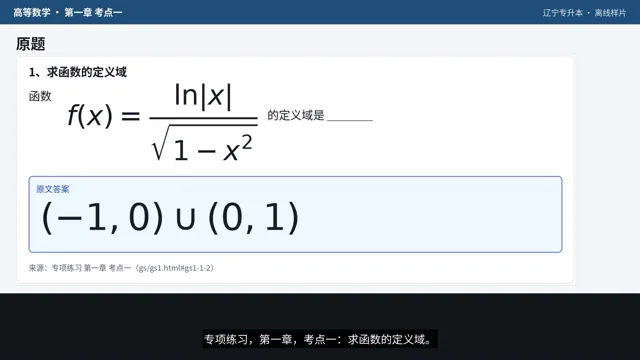 高等数学 · 第一章 考点一
辽宁专升本 · 离线样片
原题
1、求函数的定义域
函数 f(x) = ln|x| / √(1 − x²) 的定义域是 ________
原文答案
(−1, 0) ∪ (0, 1)
来源：专项练习 第一章 考点一（gs/gs1.html#gs1-1-2）
专项练习，第一章，考点一：求函数的定义域。